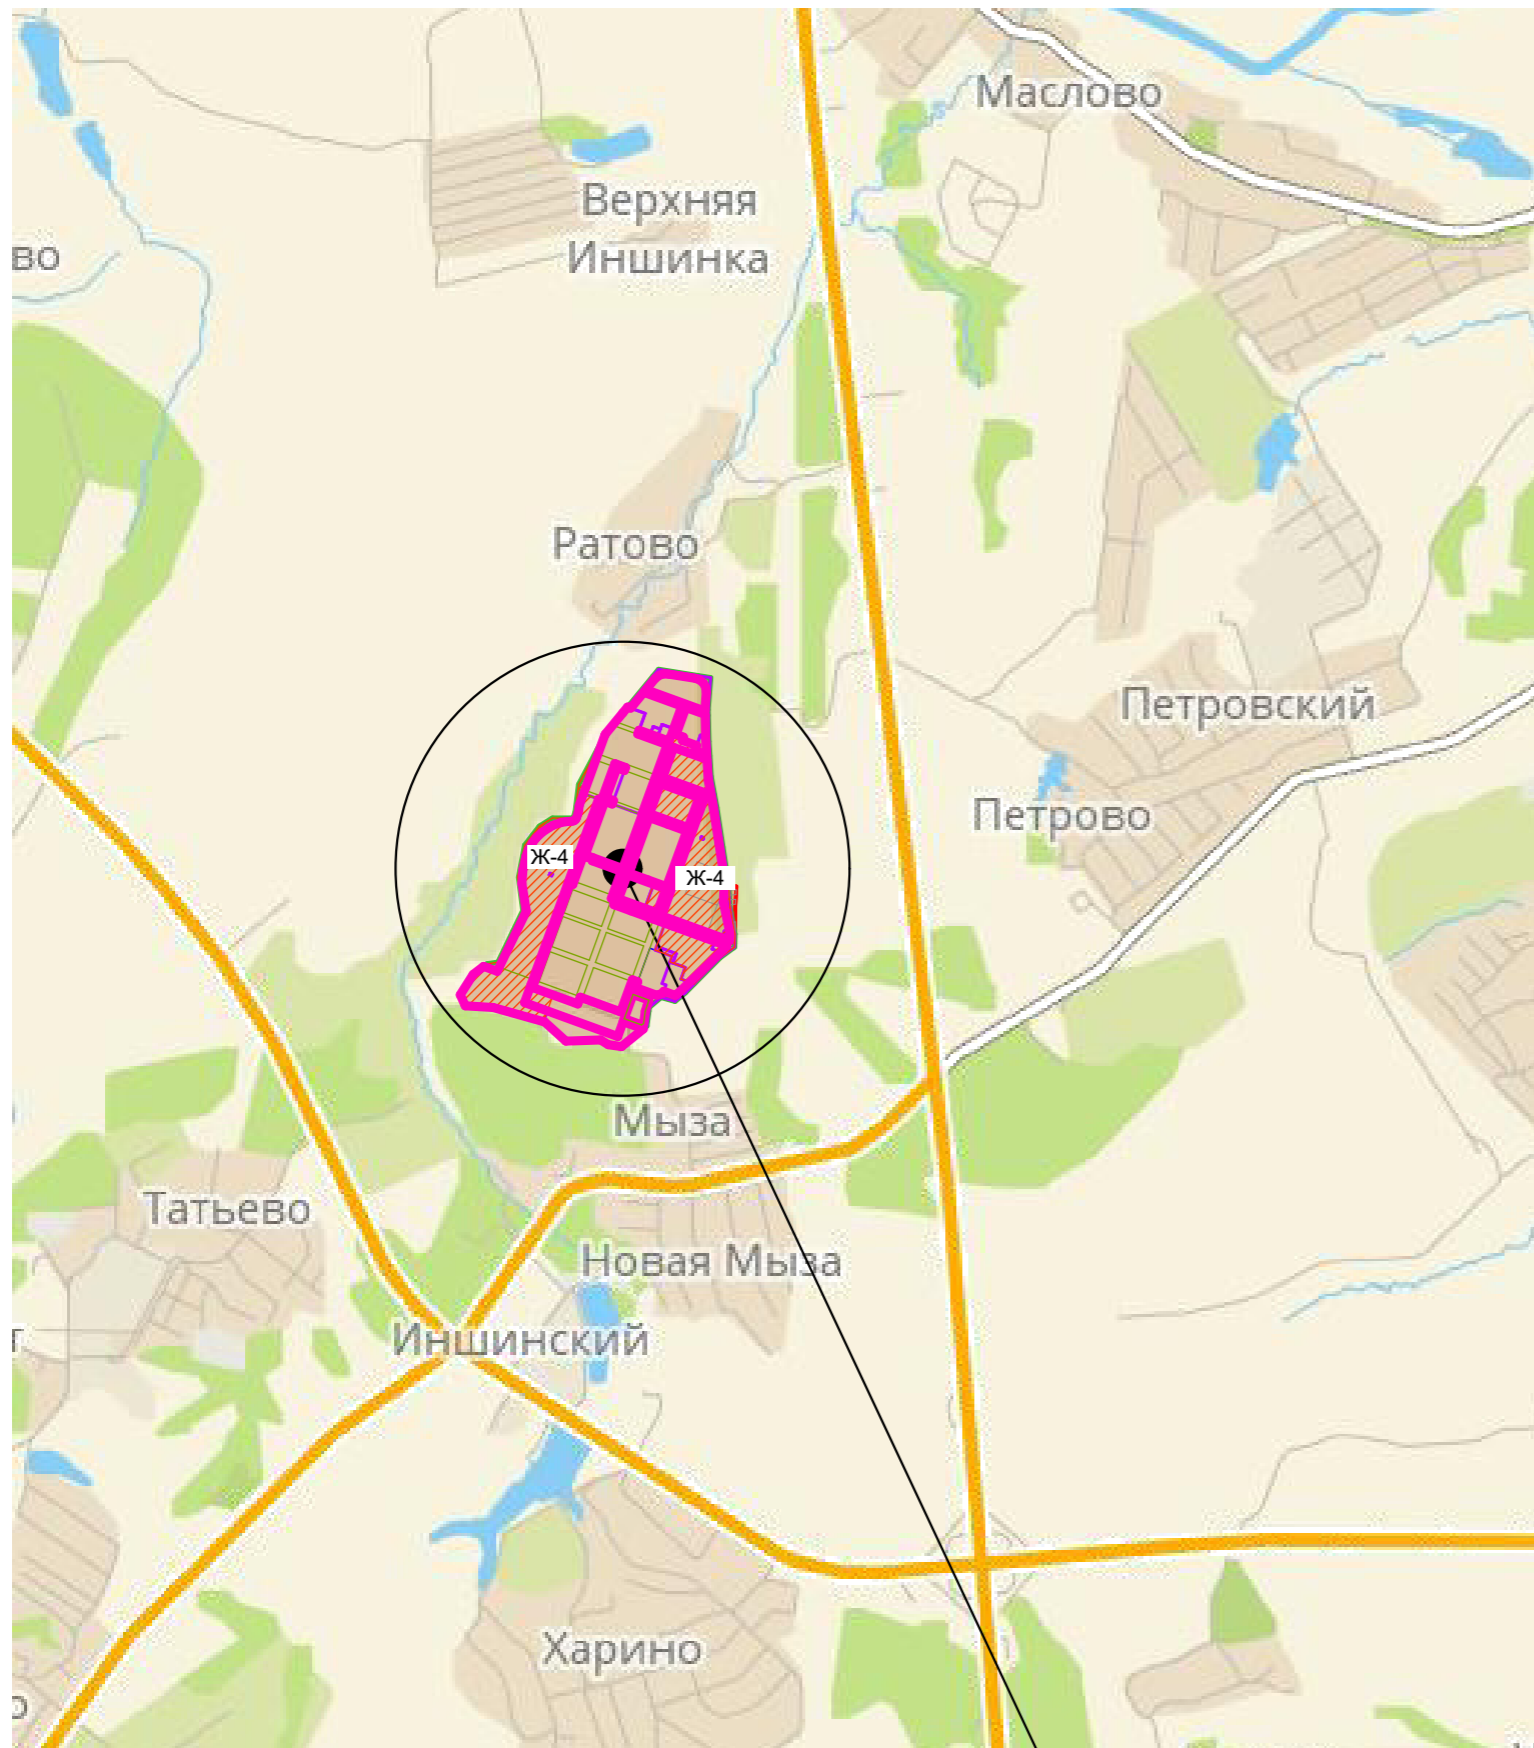 Маслово
Верхняя
Иншинка
во
Ратово
Петровский
Петрово
Ж-4
Ж-4
Мыза
Татьево
Новая Мыза
Иншинский
т
Харино
о